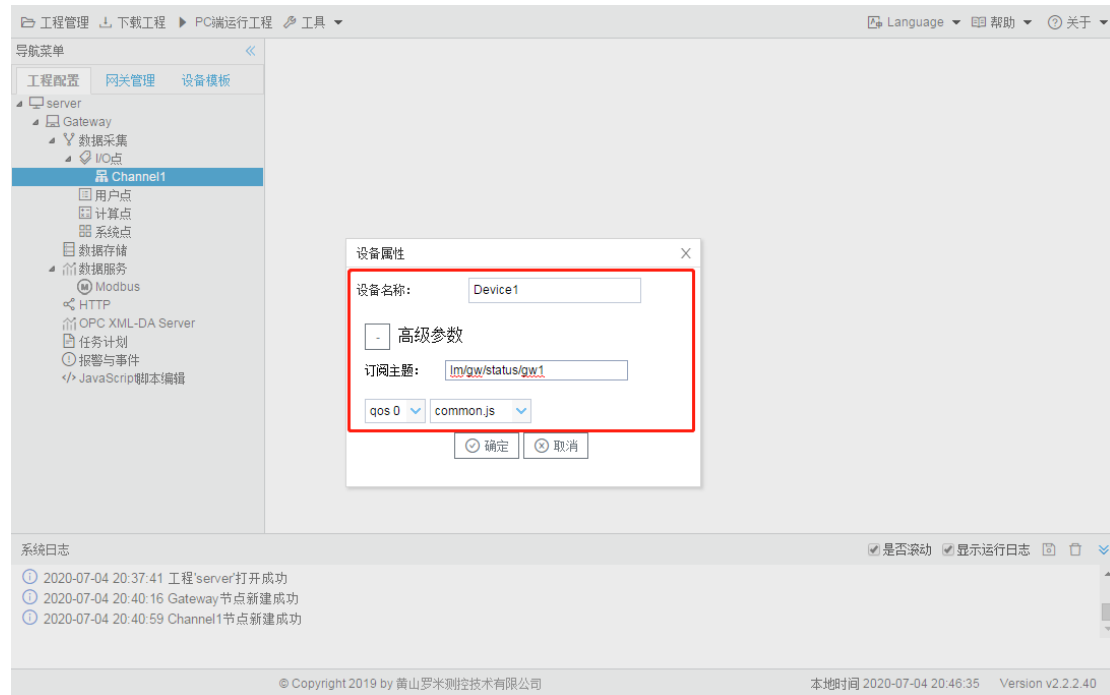 工程管理 下载工程 PC端运行工程 工具 Language 帮助 关于
导航菜单
工程配置 网关管理 设备模板
server
Gateway
数据采集
I/O点
Channel1
用户点
计算点
系统点
数据存储
数据服务
Modbus
HTTP
OPC XML-DA Server
任务计划
报警与事件
JavaScript脚本编辑
设备属性
设备名称: Device1
- 高级参数
订阅主题: lm/gw/status/gw1
qos 0 common.js
确定 取消
系统日志 是否滚动 显示运行日志
2020-07-04 20:37:41 工程'server'打开成功
2020-07-04 20:40:16 Gateway节点新建成功
2020-07-04 20:40:59 Channel1节点新建成功
© Copyright 2019 by 黄山罗米测控技术有限公司 本地时间 2020-07-04 20:46:35 Version v2.2.2.40